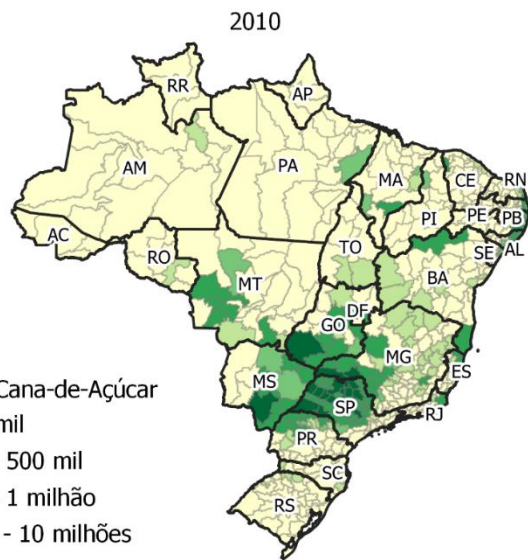 2010
RR
AP
AM
PA
MA
CE
RN
PI
PE
PB
AC
AL
TO
SE
RO
MT
BA
DF
GO
MG
MS
ES
SP
RJ
PR
SC
RS
Cana-de-Açúcar
mil
500 mil
1 milhão
- 10 milhões